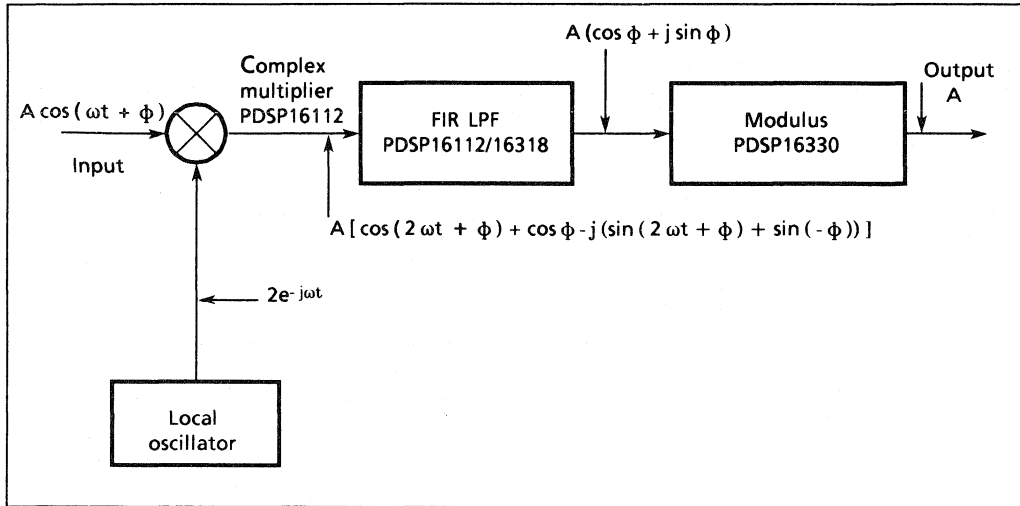 A cos(ωt + ϕ)
Input
Complex
multiplier
PDSP16112
FIR LPF
PDSP16112/16318
A(cos ϕ + j sin ϕ)
Modulus
PDSP16330
Output
A
A [ cos(2 ωt + ϕ) + cos ϕ - j (sin (2 ωt + ϕ) + sin (- ϕ)) ]
2e- jωt
Local
oscillator